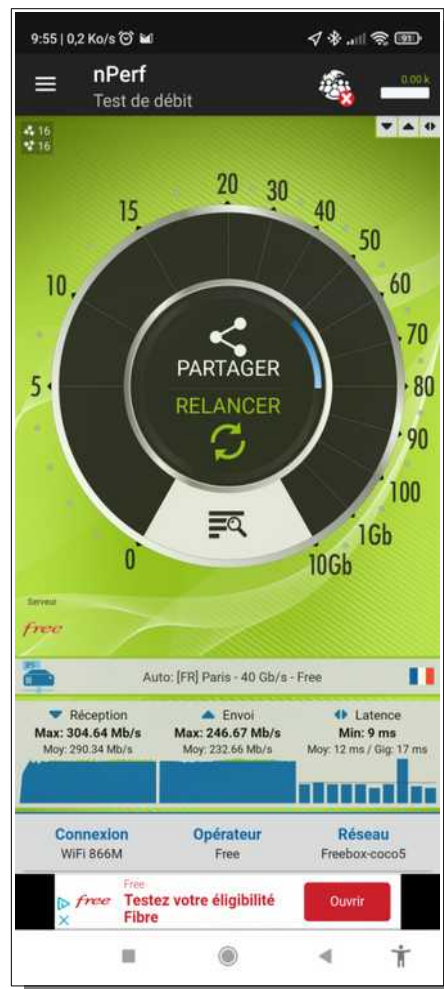 9:55 | 0,2 Ko/s
91
nPerf
Test de débit
0.00 k
16
16
0
5
10
15
20
30
40
50
60
70
80
90
100
1Gb
10Gb
PARTAGER
RELANCER
Serveur
free
Auto: [FR] Paris - 40 Gb/s - Free
Réception
Max: 304.64 Mb/s
Moy: 290.34 Mb/s
Envoi
Max: 246.67 Mb/s
Moy: 232.66 Mb/s
Latence
Min: 9 ms
Moy: 12 ms / Gig: 17 ms
Connexion
WiFi 866M
Opérateur
Free
Réseau
Freebox-coco5
free
Free
Testez votre éligibilité
Fibre
Ouvrir